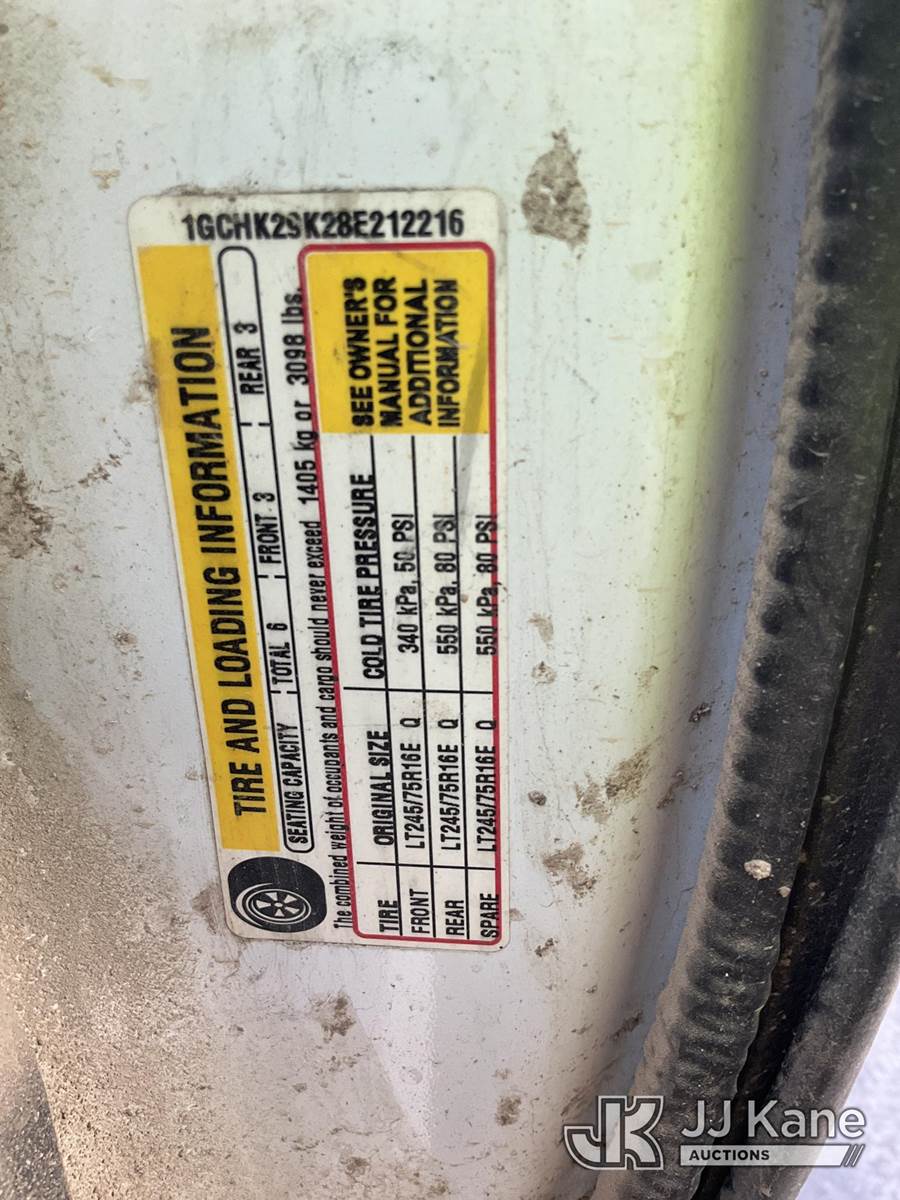 1GCHK29K28E212216
TIRE AND LOADING INFORMATION
SEATING CAPACITY TOTAL 6 FRONT 3 REAR 3
The combined weight of occupants and cargo should never exceed 1405 kg or 3098 lbs.
TIRE ORIGINAL SIZE COLD TIRE PRESSURE
FRONT LT245/75R16E Q 340 kPa, 50 PSI
REAR LT245/75R16E Q 550 kPa, 80 PSI
SPARE LT245/75R16E Q 550 kPa, 80 PSI
SEE OWNER'S
MANUAL FOR
ADDITIONAL
INFORMATION
JK JJ Kane
AUCTIONS